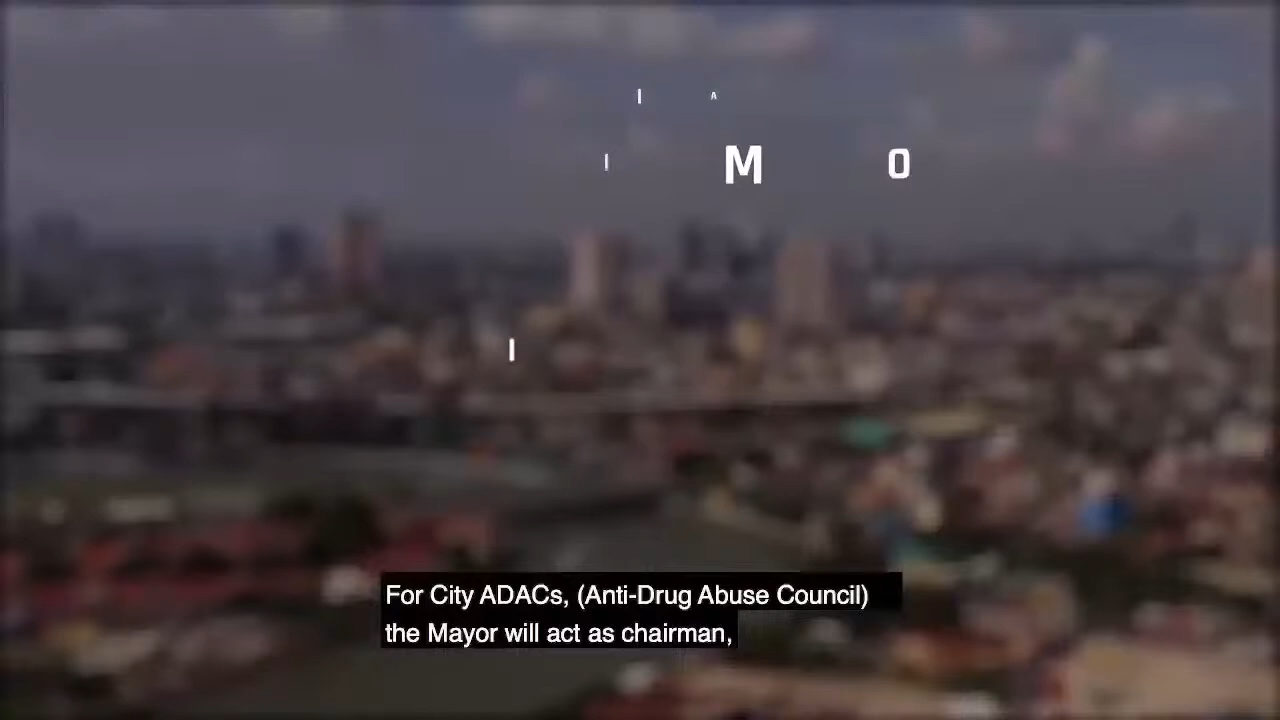 I A
I M O
I
For City ADACs, (Anti-Drug Abuse Council)
the Mayor will act as chairman,